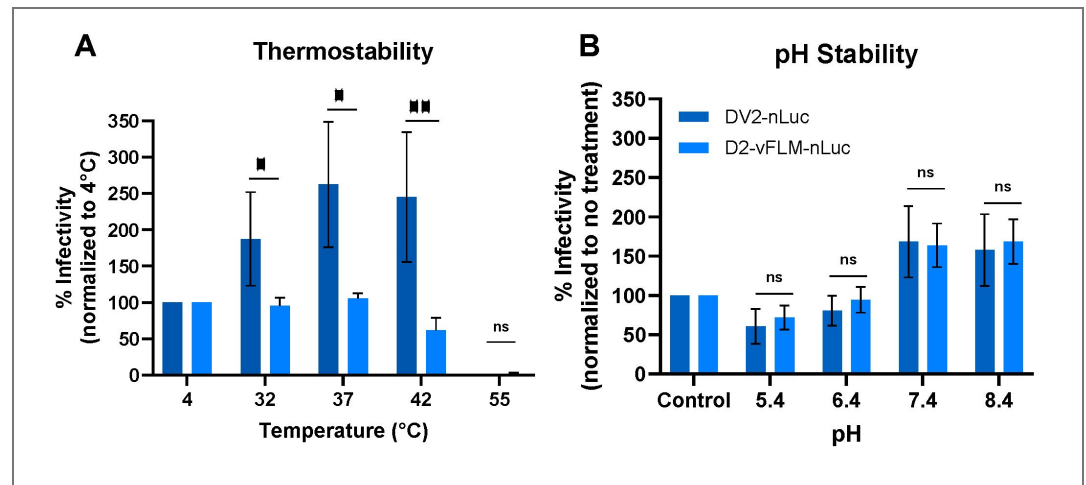 A
Thermostability
% Infectivity
(normalized to 4°C)
350
300
250
200
150
100
50
0
ns
4
32
37
42
55
Temperature (°C)
B
pH Stability
% Infectivity
(normalized to no treatment)
350
300
250
200
150
100
50
0
DV2-nLuc
D2-vFLM-nLuc
ns
ns
ns
ns
Control
5.4
6.4
7.4
8.4
pH